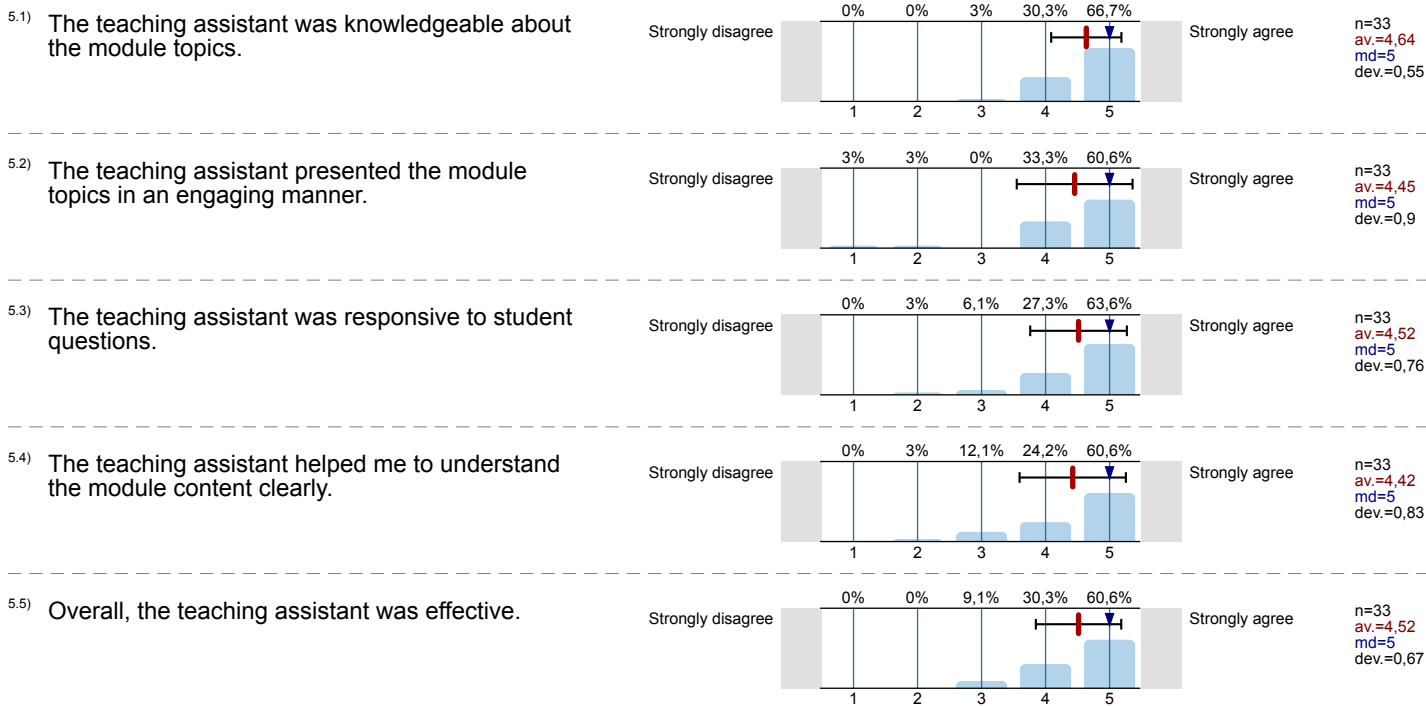 0% 0% 3% 30,3% 66,7%
5.1) The teaching assistant was knowledgeable about
the module topics.
Strongly disagree
Strongly agree
n=33
av.=4,64
md=5
dev.=0,55
1 2 3 4 5
3% 3% 0% 33,3% 60,6%
5.2) The teaching assistant presented the module
topics in an engaging manner.
Strongly disagree
Strongly agree
n=33
av.=4,45
md=5
dev.=0,9
1 2 3 4 5
0% 3% 6,1% 27,3% 63,6%
5.3) The teaching assistant was responsive to student
questions.
Strongly disagree
Strongly agree
n=33
av.=4,52
md=5
dev.=0,76
1 2 3 4 5
0% 3% 12,1% 24,2% 60,6%
5.4) The teaching assistant helped me to understand
the module content clearly.
Strongly disagree
Strongly agree
n=33
av.=4,42
md=5
dev.=0,83
1 2 3 4 5
0% 0% 9,1% 30,3% 60,6%
5.5) Overall, the teaching assistant was effective.
Strongly disagree
Strongly agree
n=33
av.=4,52
md=5
dev.=0,67
1 2 3 4 5